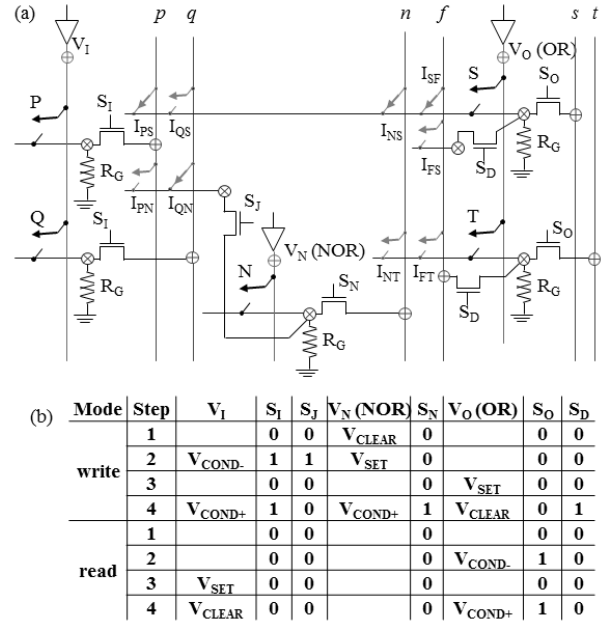 (a) p q n f s t
V_I V_O (OR)
P S_I I_PS I_QS I_NS I_SF S S_O
R_G I_FS S_D R_G
I_PN I_QN
Q S_I S_J V_N (NOR) I_NT I_FT T S_O
R_G N S_N S_D R_G
R_G
(b) Mode Step V_I S_I S_J V_N (NOR) S_N V_O (OR) S_O S_D
write 1 0 0 V_CLEAR 0 0 0
2 V_COND- 1 1 V_SET 0 0 0
3 0 0 0 V_SET 0 0
4 V_COND+ 1 0 V_COND+ 1 V_CLEAR 0 1
read 1 0 0 0 0 0
2 0 0 0 V_COND- 1 0
3 V_SET 0 0 0 0 0
4 V_CLEAR 0 0 0 V_COND+ 1 0